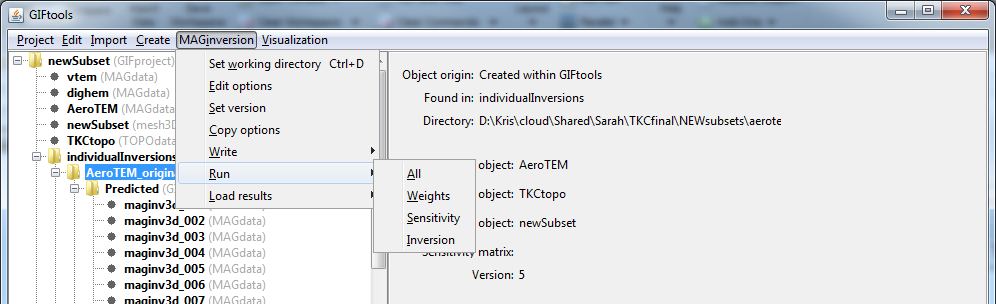 GIFtools
Project Edit Import Create MAGinversion Visualization
newSubset (GIFproject)
vtem (MAGdata)
dighem (MAGdata)
AeroTEM (MAGdata)
newSubset (mesh3D
TKCtopo (TOPOdata
individualInversions
AeroTEM_origina
Predicted
maginv3d_002 (MAGdata)
maginv3d_003 (MAGdata)
maginv3d_004 (MAGdata)
maginv3d_005 (MAGdata)
maginv3d_006 (MAGdata)
maginv3d_007 (MAGdata)
Set working directory Ctrl+D
Edit options
Set version
Copy options
Write
Run
Load results
All
Weights
Sensitivity
Inversion
Object origin: Created within GIFtools
Found in: individualInversions
Directory: D:\Kris\cloud\Shared\Sarah\TKCfinal\NEWsubsets\aerote
object: AeroTEM
object: TKCtopo
object: newSubset
Sensitivity matrix:
Version: 5